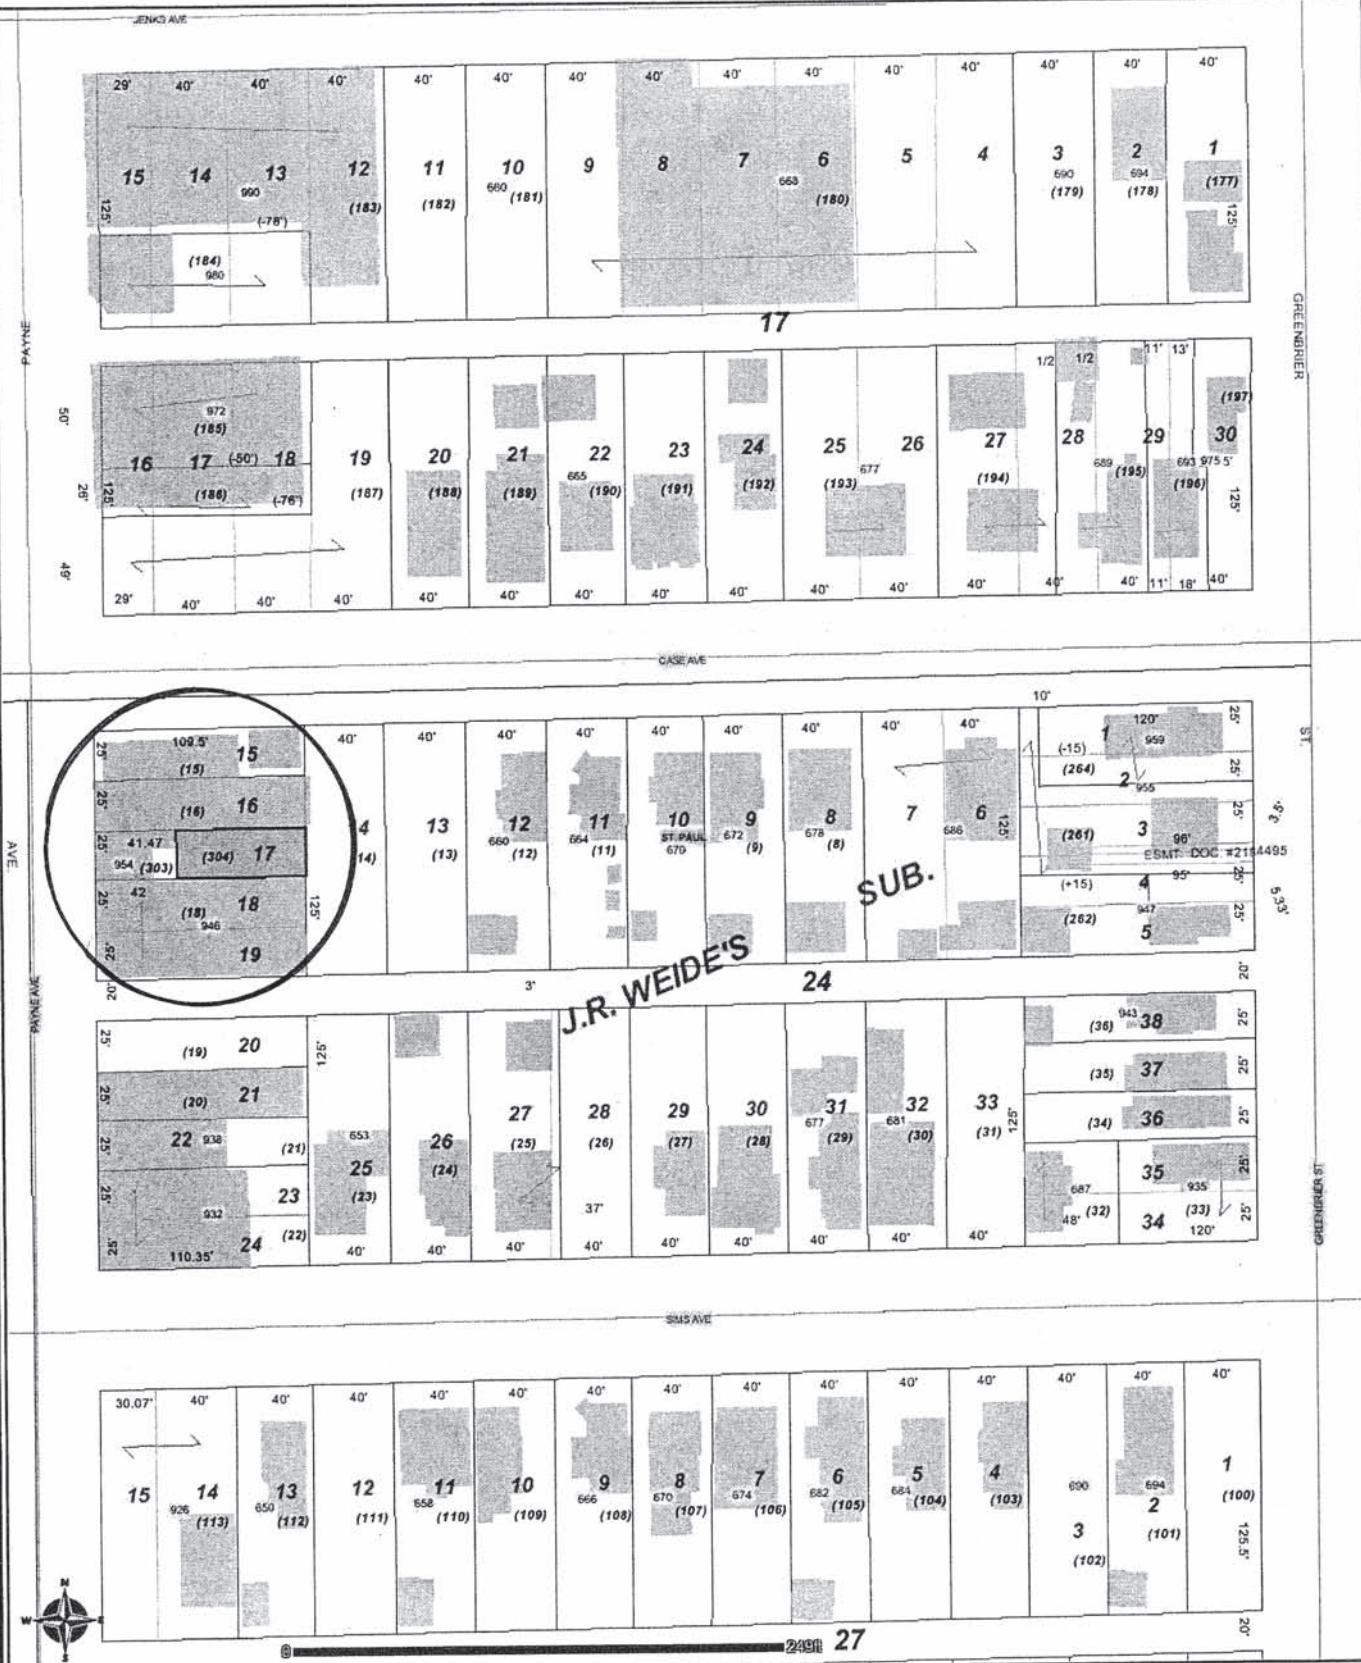 JENKS AVE
29' 40' 40' 40' 40' 40' 40' 40' 40' 40' 40' 40' 40' 40' 40'
15 14 13 12 11 10 9 8 7 6 5 4 3 2 1
990 660 668 690 694
(183) (182) (181) (180) (179) (178) (177)
125' (-78') 125'
(184)
980
17
PAYNE
GREENBRIER
1/2 1/2 11' 13'
50' 972
(185) (197)
16 17 (-50') 18 19 20 21 22 23 24 25 26 27 28 29 30
665 677 689 693 975 5'
26' 125' (186) (-76') (187) (188) (189) (190) (191) (192) (193) (194) (195) (196) 125'
49'
29' 40' 40' 40' 40' 40' 40' 40' 40' 40' 40' 40' 40' 40' 11' 18' 40'
CASE AVE
10'
25' 109.5' 15 40' 40' 40' 40' 40' 40' 40' 40' 40' 1 120' 25'
(15) (-15) 959 ST.
(264) 2 955 25'
25' (16) 16
AVE. 25' 41.47 (304) 17 4 13 12 11 10 9 8 7 6 125' (261) 3 96' 25' 3.5'
954 (303) 14) (13) 660 (12) 664 (11) ST. PAUL 670 672 (9) 678 (8) 686
ESMT. DOC. #2184495
25' 42 (18) 18 125' SUB. (+15) 4 95' 25' 5.33'
946 (262) 947 25'
25' 19 5
PAYNE AVE 20' 3' J.R. WEIDE'S 24 20'
25' (19) 20 125' (36) 943 38 25'
25' (20) 21 (35) 37 25'
27 28 29 30 31 32 33 (34) 36 25'
25' 22 938 (21) 653 26 (25) (26) (27) (28) 677 (29) 681 (30) (31) 125'
25 (24) 35 25'
25' 23 (23) 687 935
932 (22) 37' 48' (32) 34 (33) 25'
25' 110.35' 24 40' 40' 40' 40' 40' 40' 40' 40' 40' 120'
GREENBRIER ST
SIMS AVE
30.07' 40' 40' 40' 40' 40' 40' 40' 40' 40' 40' 40' 40' 40' 40'
15 14 13 12 11 10 9 8 7 6 5 4 3 2 1
926 650 658 666 670 674 682 684 690 694
(113) (112) (111) (110) (109) (108) (107) (106) (105) (104) (103) (102) (101) (100)
125.5'
N
W E
S
0 249ft 27 20'